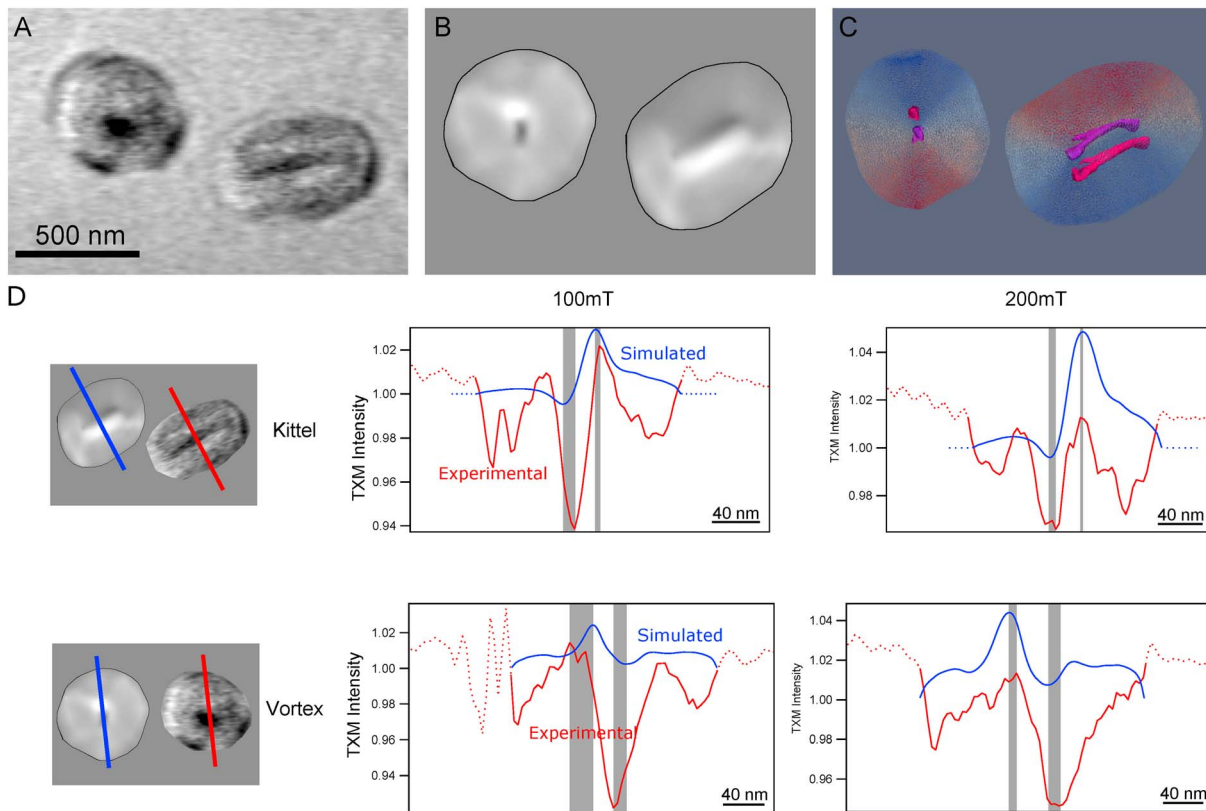 A
B
C
500 nm
D
100mT
200mT
Kittel
TXM Intensity
1.02
1.00
0.98
0.96
0.94
Simulated
Experimental
40 nm
TXM Intensity
1.04
1.02
1.00
0.98
40 nm
Vortex
TXM Intensity
1.02
1.00
0.98
0.96
0.94
Simulated
Experimental
40 nm
TXM Intensity
1.04
1.02
1.00
0.98
0.96
40 nm